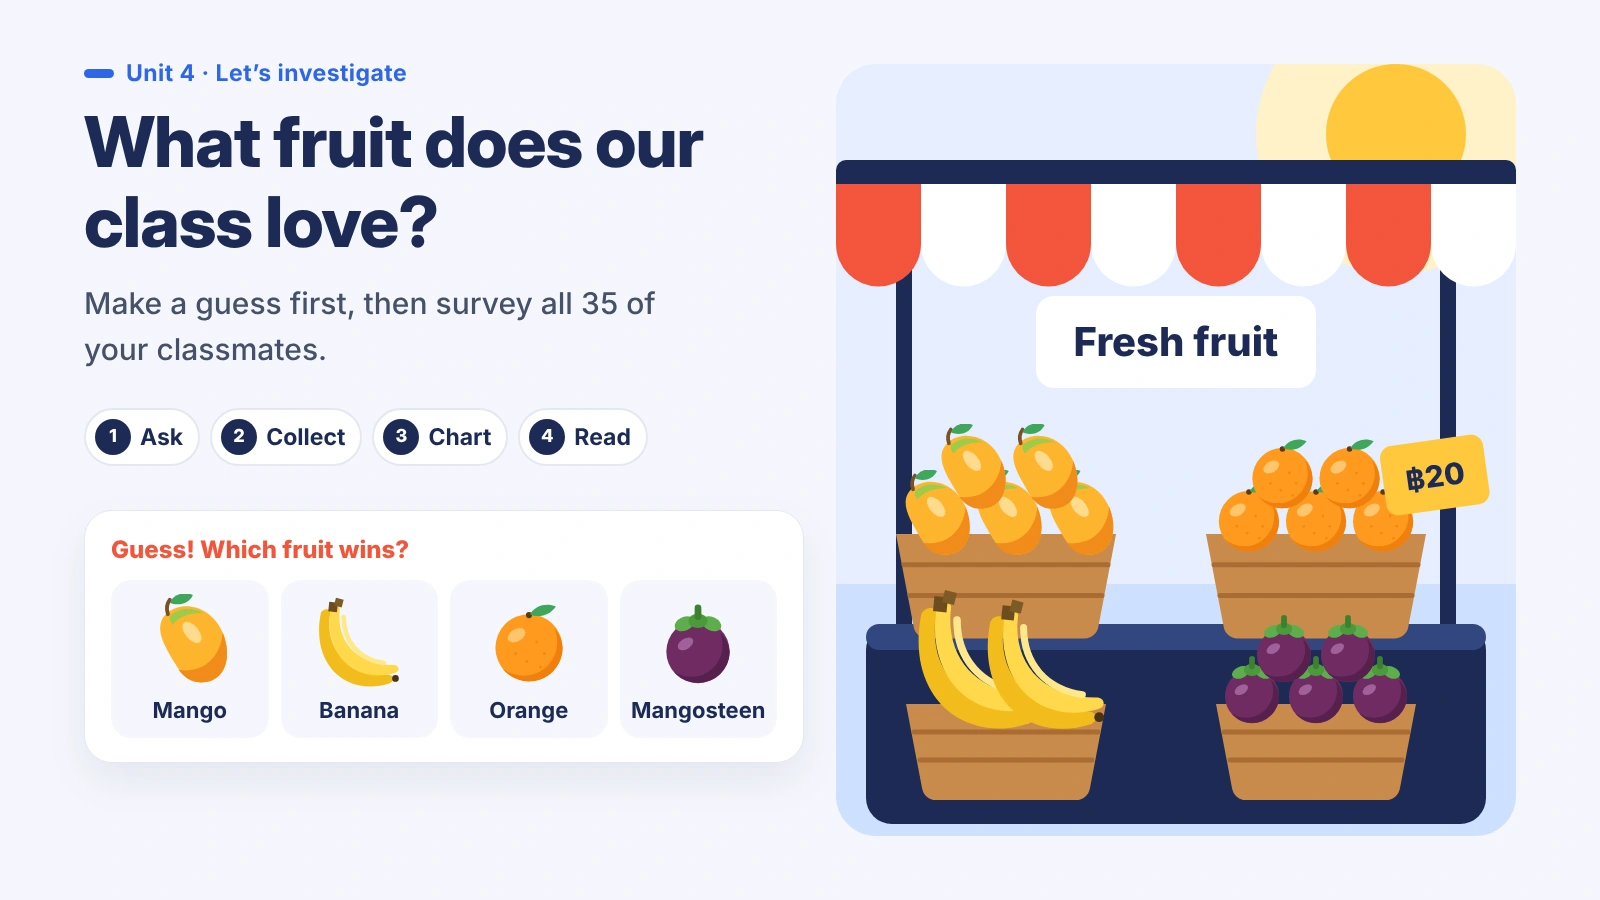 Unit 4 · Let’s investigate
What fruit does our
class love?
Make a guess first, then survey all 35 of
your classmates.
1 Ask 2 Collect 3 Chart 4 Read
Guess! Which fruit wins?
Mango Banana Orange Mangosteen
Fresh fruit
฿20